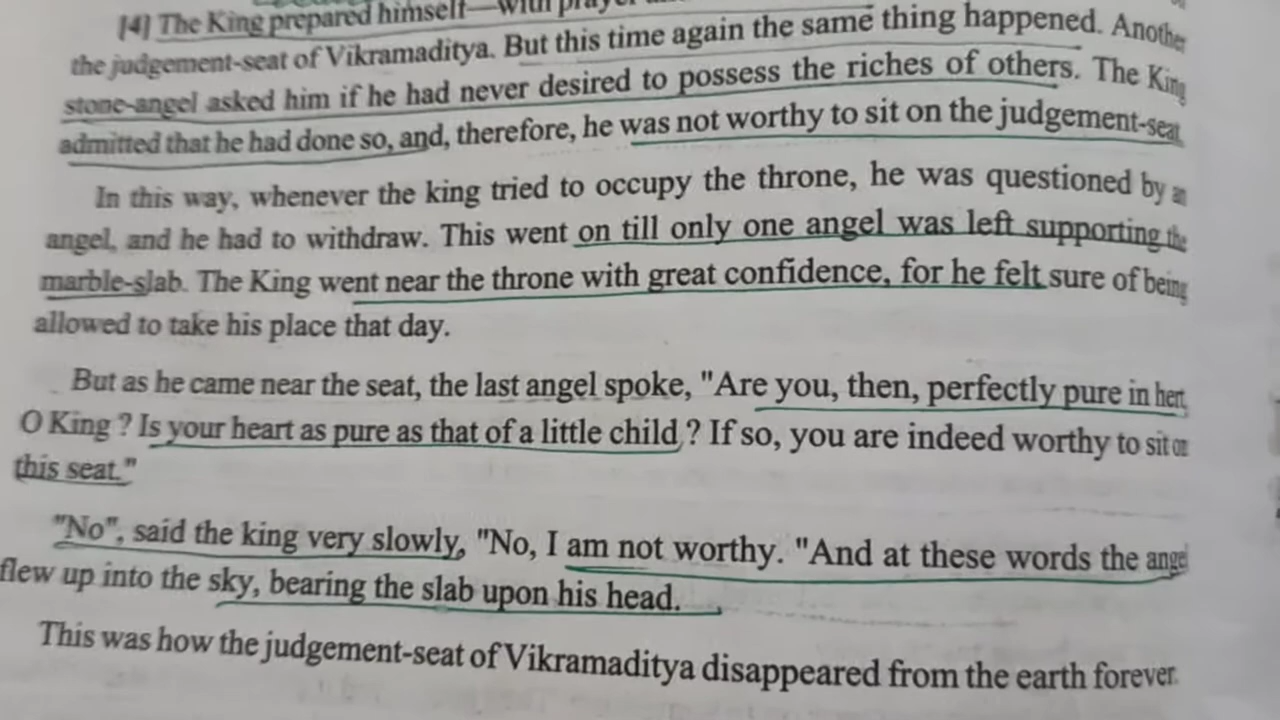 [4] The King prepared himself—with prayer
the judgement-seat of Vikramaditya. But this time again the same thing happened. Another
stone-angel asked him if he had never desired to possess the riches of others. The King
admitted that he had done so, and, therefore, he was not worthy to sit on the judgement-seat.
In this way, whenever the king tried to occupy the throne, he was questioned by an
angel, and he had to withdraw. This went on till only one angel was left supporting the
marble-slab. The King went near the throne with great confidence, for he felt sure of being
allowed to take his place that day.
But as he came near the seat, the last angel spoke, "Are you, then, perfectly pure in hert,
O King ? Is your heart as pure as that of a little child ? If so, you are indeed worthy to sit on
this seat."
"No", said the king very slowly, "No, I am not worthy. "And at these words the angel
flew up into the sky, bearing the slab upon his head.
This was how the judgement-seat of Vikramaditya disappeared from the earth forever.